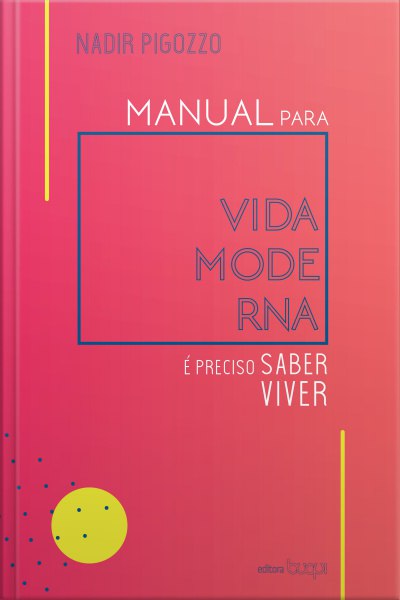 NADIR PIGOZZO
MANUAL PARA
VIDA
MODE
RNA
É PRECISO SABER
VIVER
editora